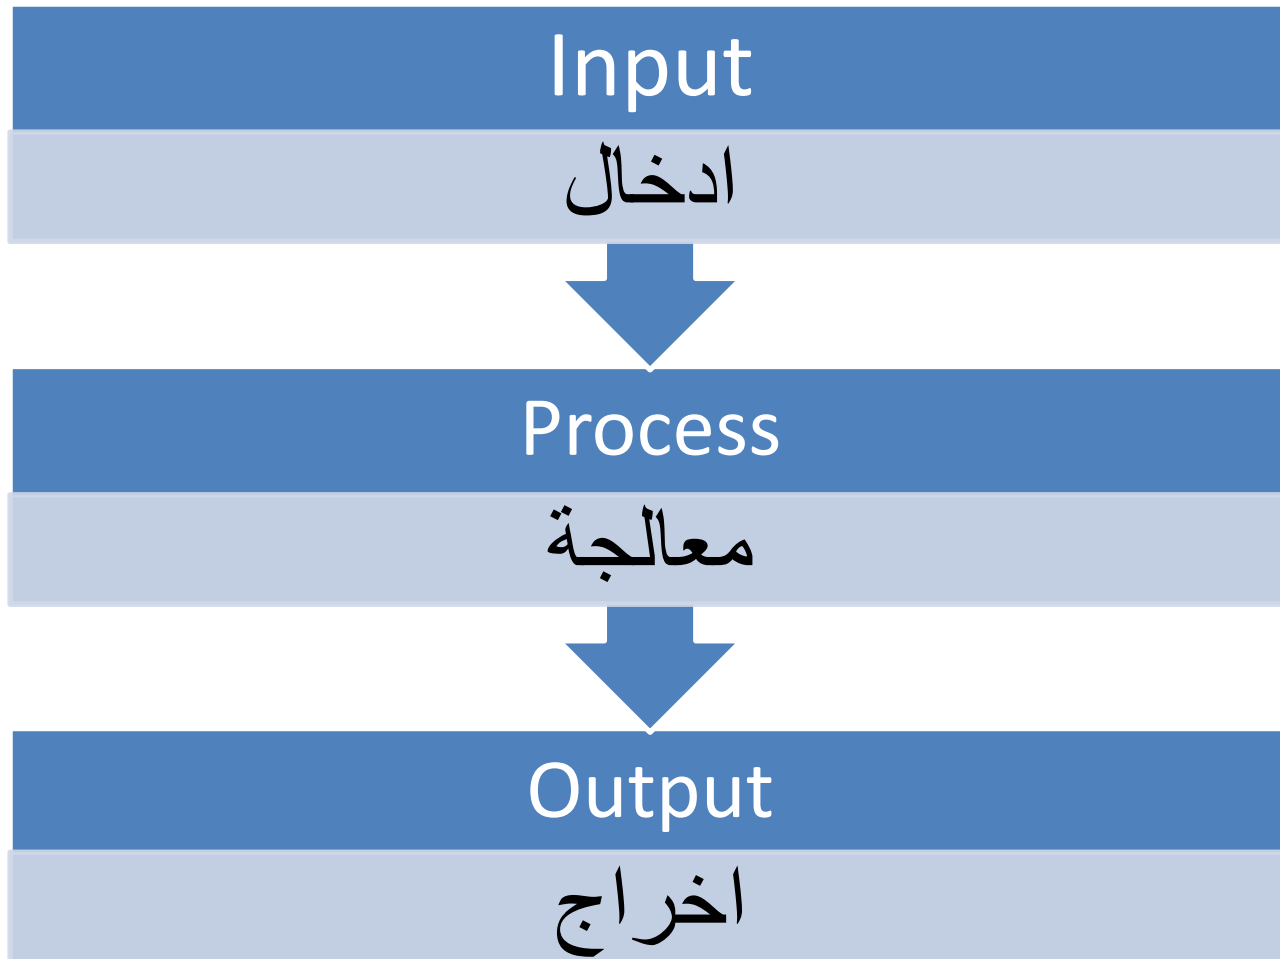 Input
ادخال
Process
معالجة
Output
اخراج